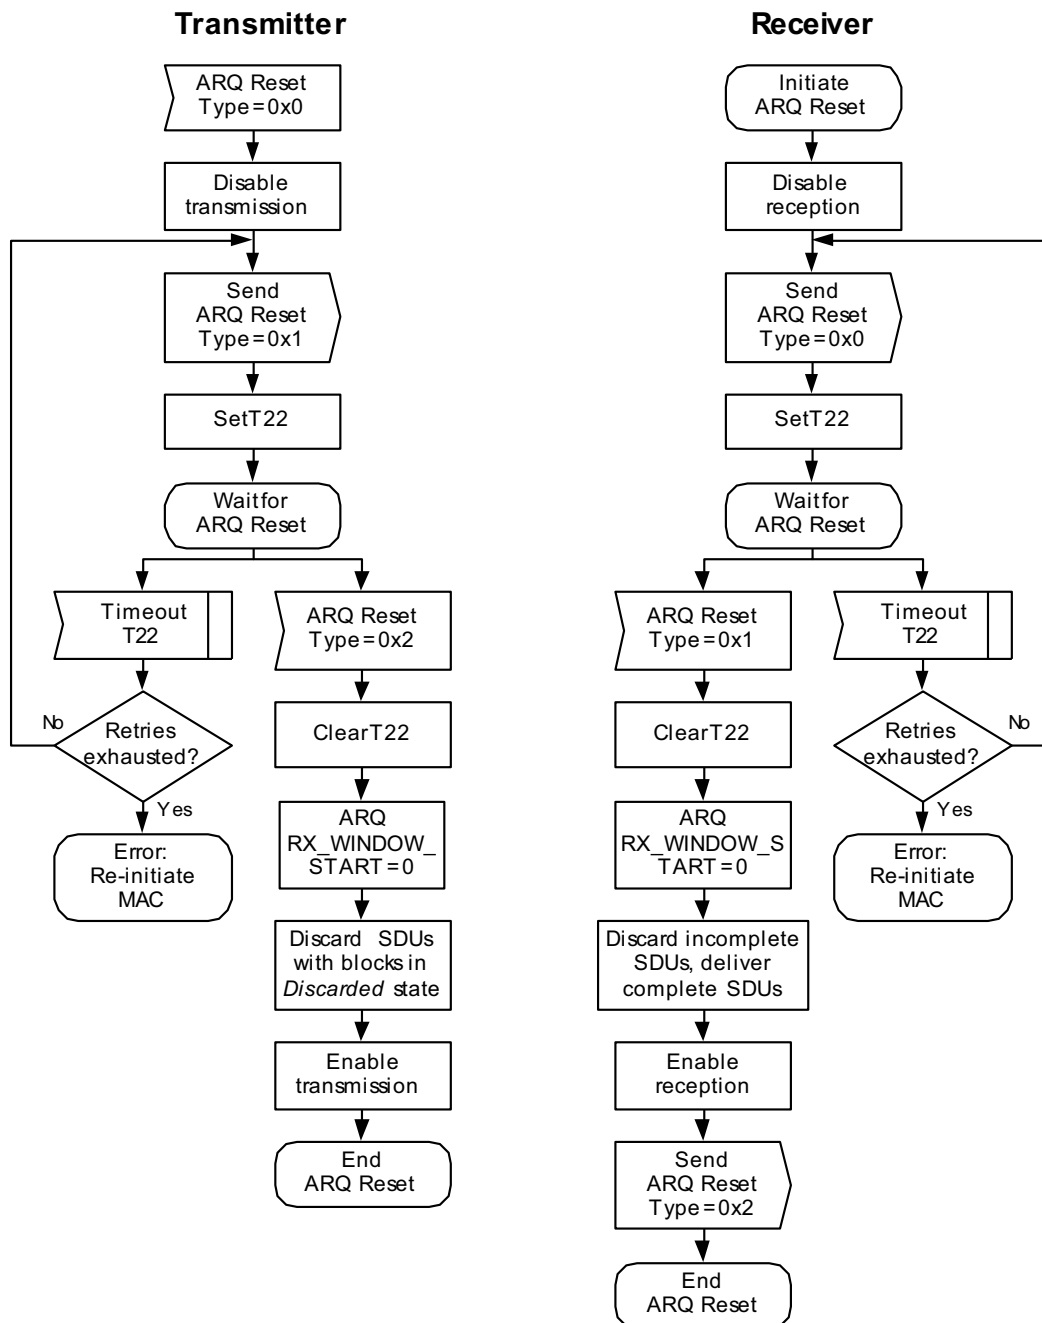 Transmitter
ARQ Reset
Type=0x0
Disable
transmission
Send
ARQ Reset
Type=0x1
SetT22
Waitfor
ARQ Reset
Timeout
T22
ARQ Reset
Type=0x2
No
Retries
exhausted?
Yes
Error:
Re-initiate
MAC
ClearT22
ARQ
RX_WINDOW_
START=0
Discard SDUs
with blocks in
Discarded state
Enable
transmission
End
ARQ Reset
Receiver
Initiate
ARQ Reset
Disable
reception
Send
ARQ Reset
Type=0x0
SetT22
Waitfor
ARQ Reset
ARQ Reset
Type=0x1
Timeout
T22
ClearT22
No
Retries
exhausted?
Yes
Error:
Re-initiate
MAC
ARQ
RX_WINDOW_S
TART=0
Discard incomplete
SDUs, deliver
complete SDUs
Enable
reception
Send
ARQ Reset
Type=0x2
End
ARQ Reset